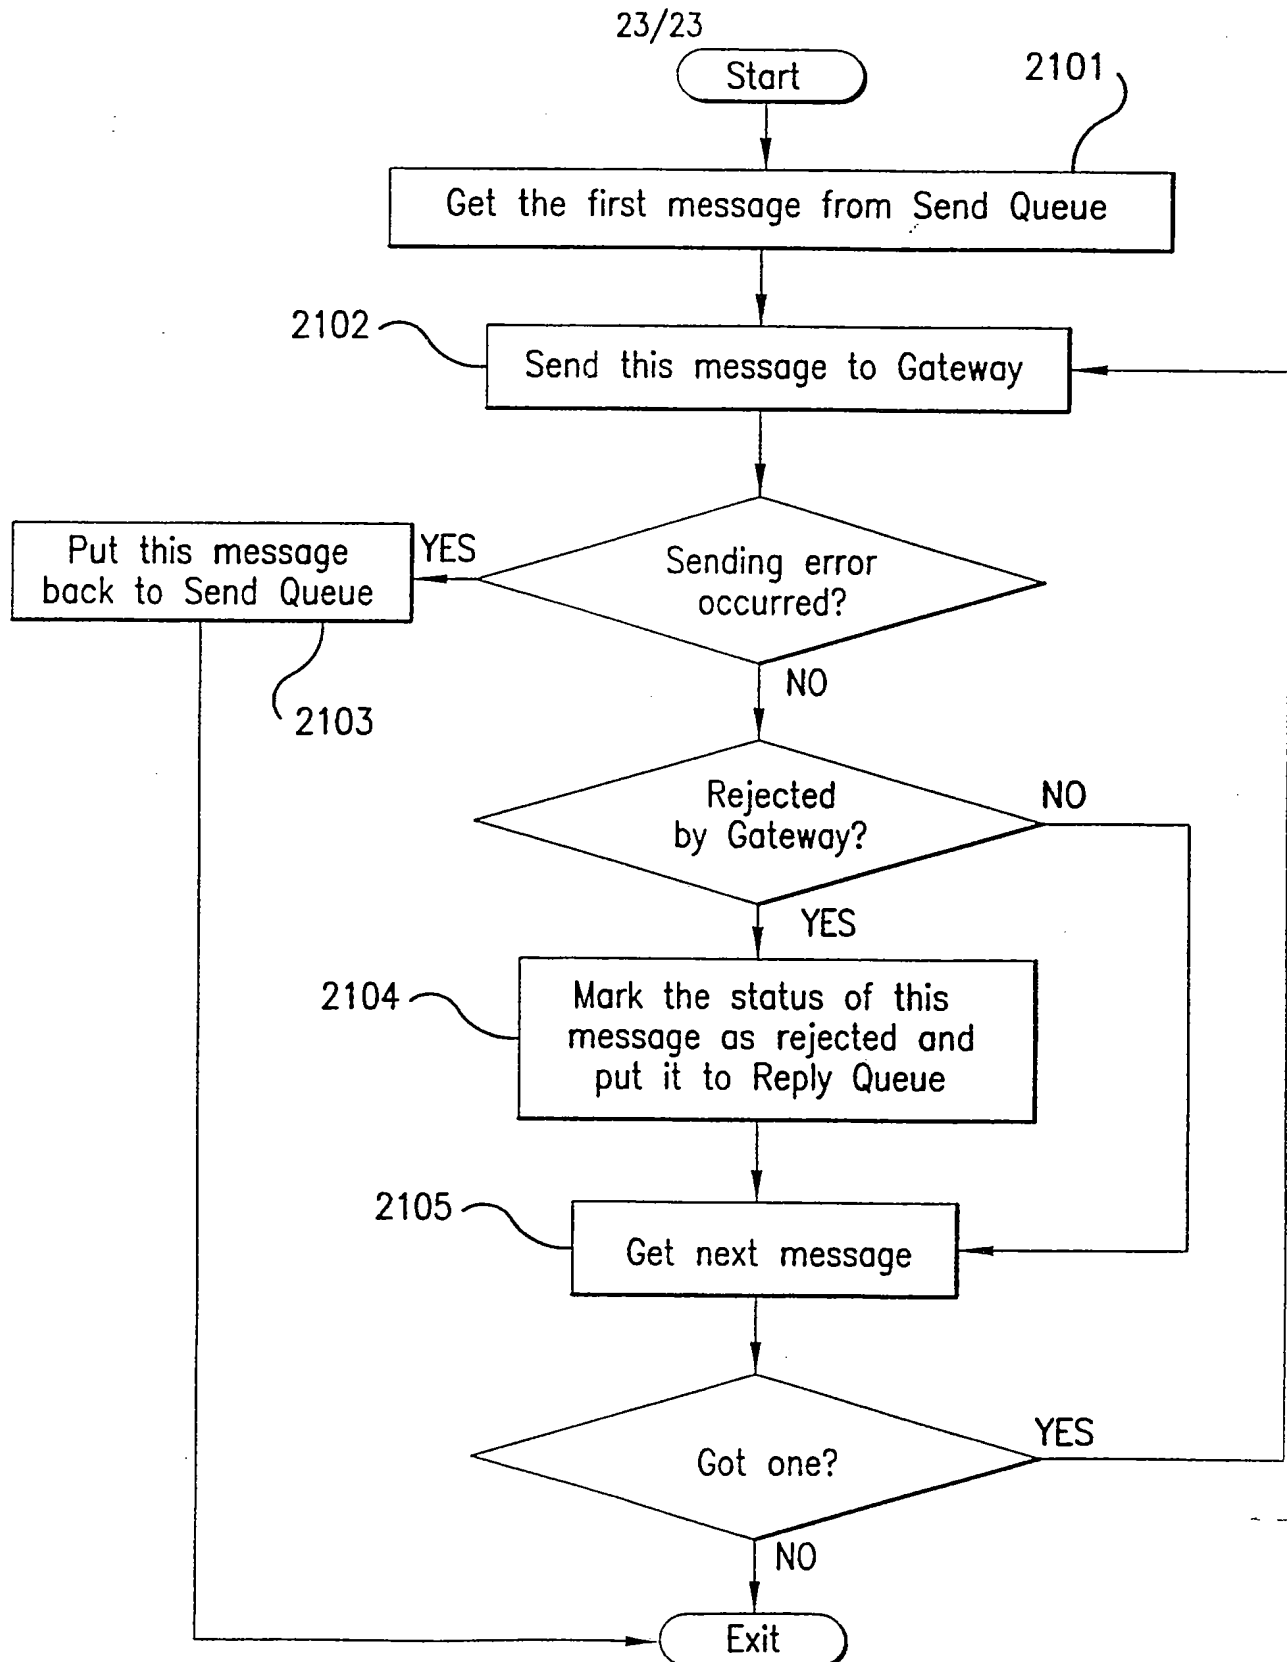 23/23
Start
2101
Get the first message from Send Queue
2102
Send this message to Gateway
Put this message
back to Send Queue
YES
Sending error
occurred?
2103
NO
Rejected
by Gateway?
NO
YES
2104
Mark the status of this
message as rejected and
put it to Reply Queue
2105
Get next message
Got one?
YES
NO
Exit